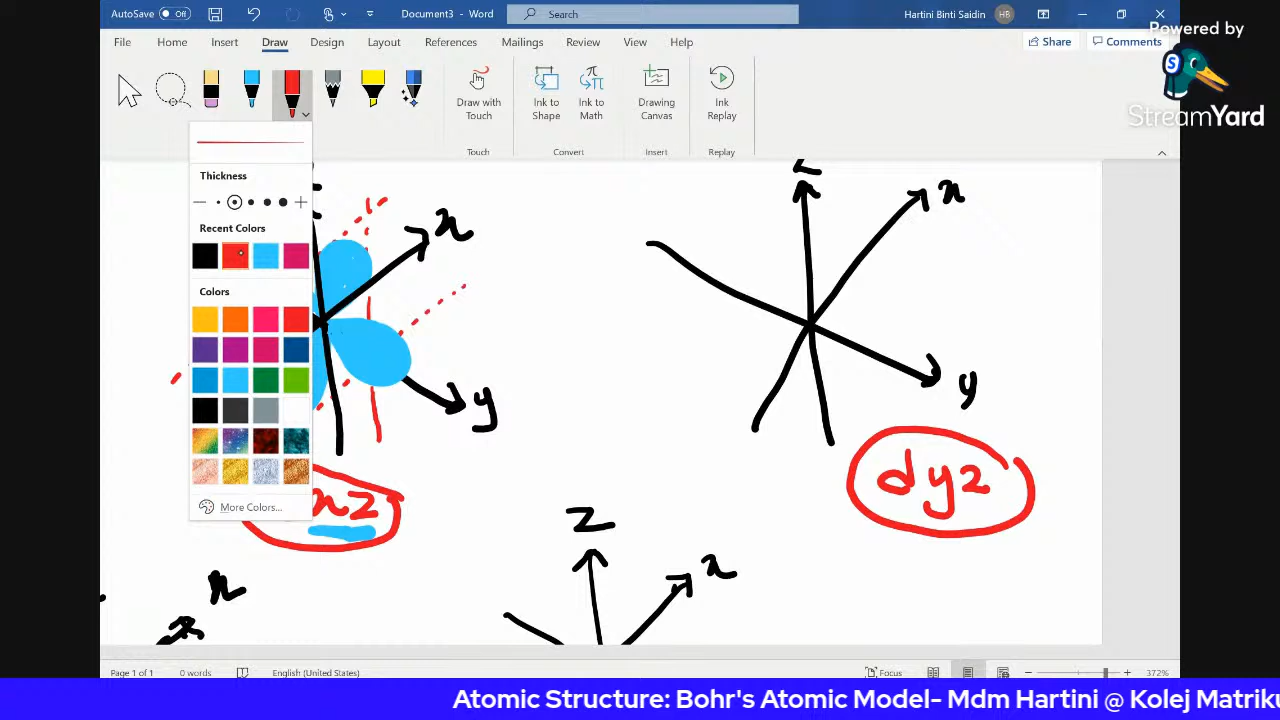 AutoSave Off Document3 - Word Search Hartini Binti Saidin HB
Powered by
StreamYard
File Home Insert Draw Design Layout References Mailings Review View Help Share Comments
Draw with Touch Ink to Shape Ink to Math Drawing Canvas Ink Replay
Touch Convert Insert Replay
Thickness
Recent Colors
Colors
More Colors...
x
y
xz
z
x
y
dyz
x
z
x
Page 1 of 1 0 words English (United States) Focus 372%
Atomic Structure: Bohr's Atomic Model- Mdm Hartini @ Kolej Matriku